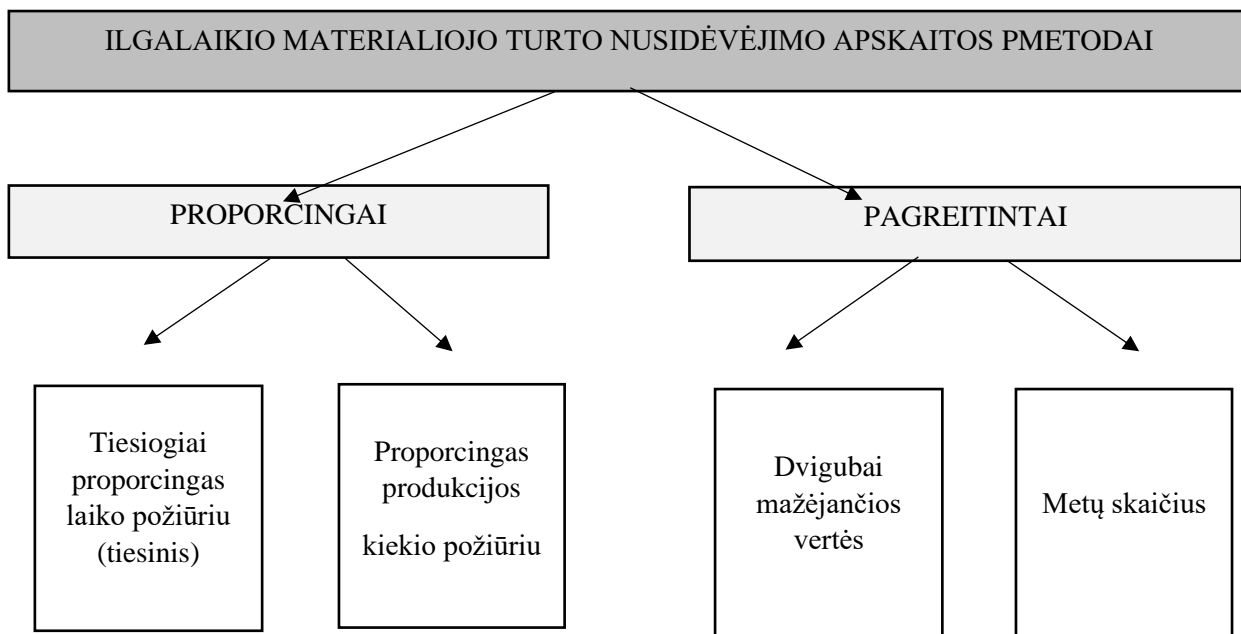 ILGALAIKIO MATERIALIOJO TURTO NUSIDĖVĖJIMO APSKAITOS PMETODAI
PROPORCINGAI
PAGREITINTAI
Tiesiogiai
proporcingas
laiko požiūriu
(tiesinis)
Proporcingas
produkcijos
kiekio požiūriu
Dvigubai
mažėjančios
vertės
Metų skaičius